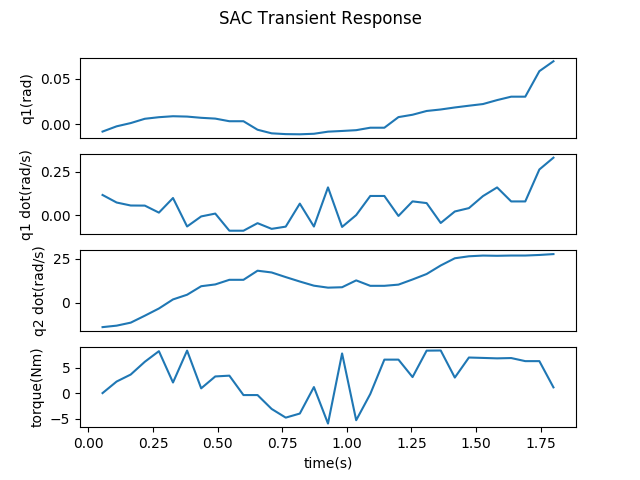 SAC Transient Response
q1(rad)
0.05
0.00
q1 dot(rad/s)
0.25
0.00
q2 dot(rad/s)
25
0
torque(Nm)
5
0
−5
0.00 0.25 0.50 0.75 1.00 1.25 1.50 1.75
time(s)